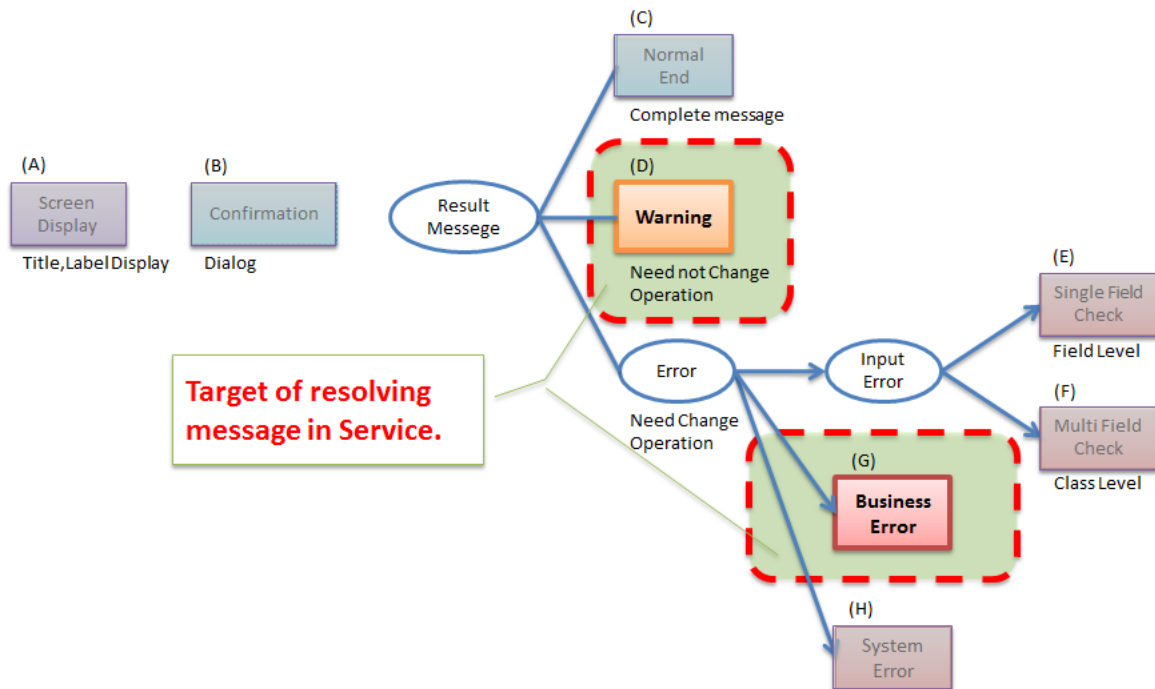 (A)
Screen
Display
Title,Label Display
(B)
Confirmation
Dialog
Result
Messege
(C)
Normal
End
Complete message
(D)
Warning
Need not Change
Operation
Target of resolving
message in Service.
Error
Need Change
Operation
Input
Error
(E)
Single Field
Check
Field Level
(F)
Multi Field
Check
Class Level
(G)
Business
Error
(H)
System
Error